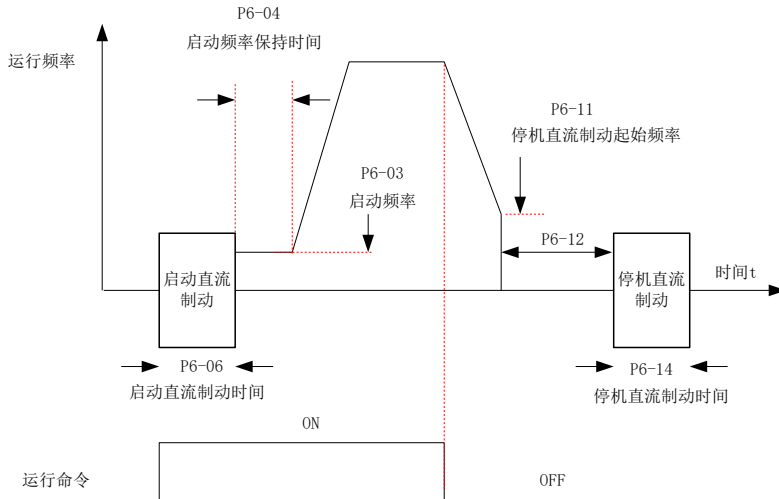 P6-04
启动频率保持时间
运行频率
P6-11
停机直流制动起始频率
P6-03
启动频率
P6-12
启动直流
制动
停机直流
制动
时间t
P6-06
启动直流制动时间
P6-14
停机直流制动时间
ON
运行命令
OFF